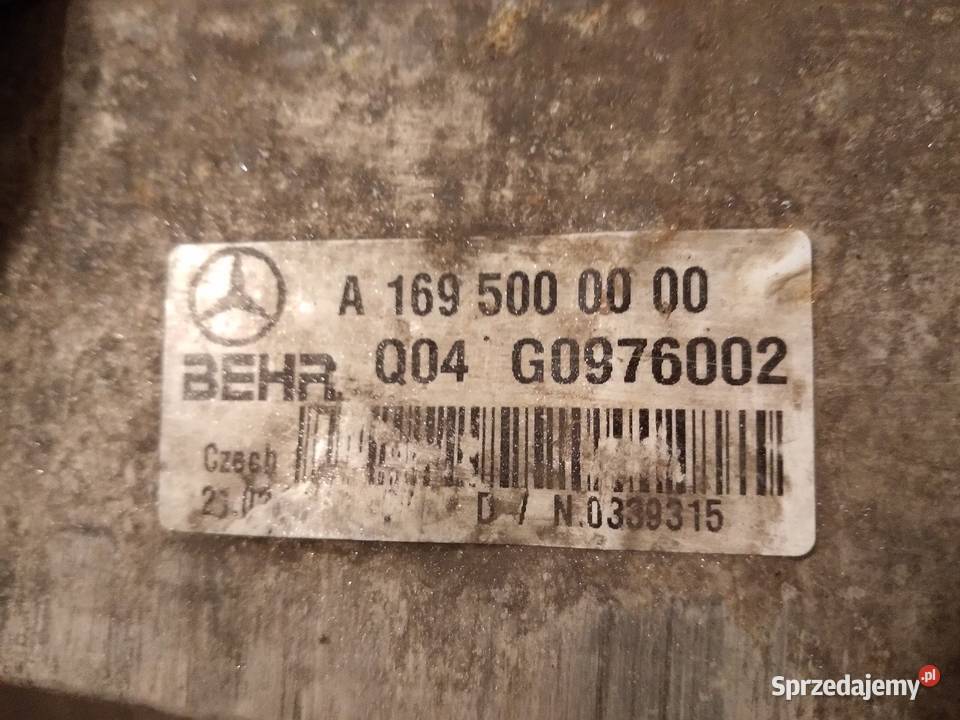 A 169 500 00 00
BEHR. Q04 G0976002
Czech
D / N.0339315
Sprzedajemy.pl